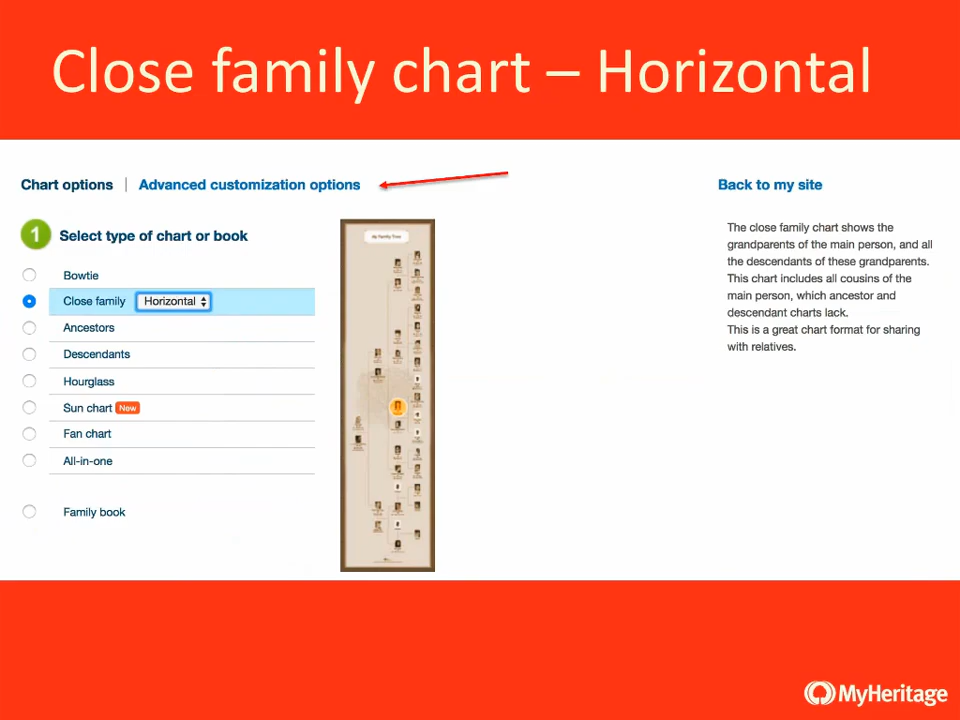 Close family chart – Horizontal
Chart options | Advanced customization options
Back to my site
1 Select type of chart or book
Bowtie
Close family Horizontal
Ancestors
Descendants
Hourglass
Sun chart New
Fan chart
All-in-one
Family book
My Family Tree
The close family chart shows the
grandparents of the main person, and all
the descendants of these grandparents.
This chart includes all cousins of the
main person, which ancestor and
descendant charts lack.
This is a great chart format for sharing
with relatives.
MyHeritage